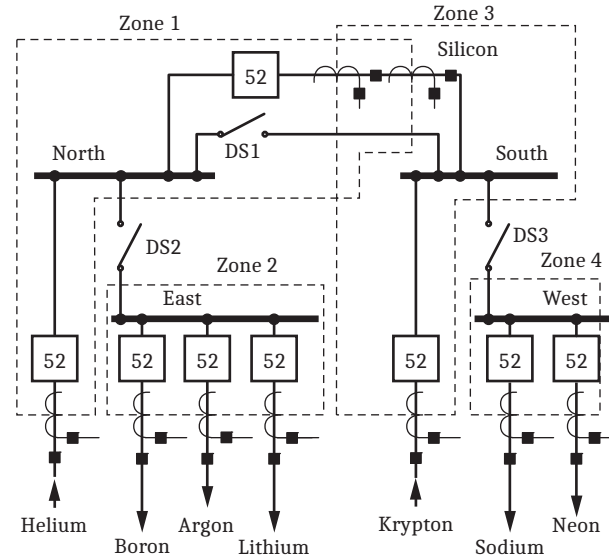 Zone 3
Zone 1
Silicon
52
North
DS1
South
DS2
DS3
Zone 2
Zone 4
East
West
52
52
52
52
52
52
52
Helium
Argon
Krypton
Neon
Boron
Lithium
Sodium